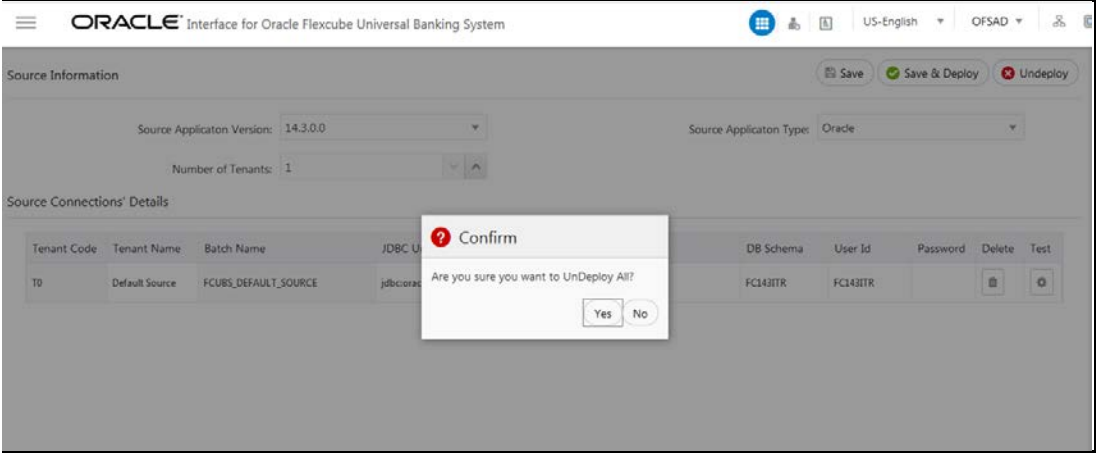 ORACLE Interface for Oracle Flexcube Universal Banking System US-English OFSAD
Source Information Save Save & Deploy Undeploy
Source Applicaton Version: 14.3.0.0 Source Applicaton Type: Oracle
Number of Tenants: 1
Source Connections' Details
Tenant Code Tenant Name Batch Name JDBC U DB Schema User Id Password Delete Test
T0 Default Source FCUBS_DEFAULT_SOURCE jdbc:orac FC143ITR FC143ITR
Confirm
Are you sure you want to UnDeploy All?
Yes No